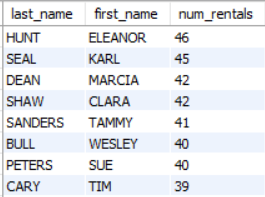 last_name first_name num_rentals
HUNT ELEANOR 46
SEAL KARL 45
DEAN MARCIA 42
SHAW CLARA 42
SANDERS TAMMY 41
BULL WESLEY 40
PETERS SUE 40
CARY TIM 39